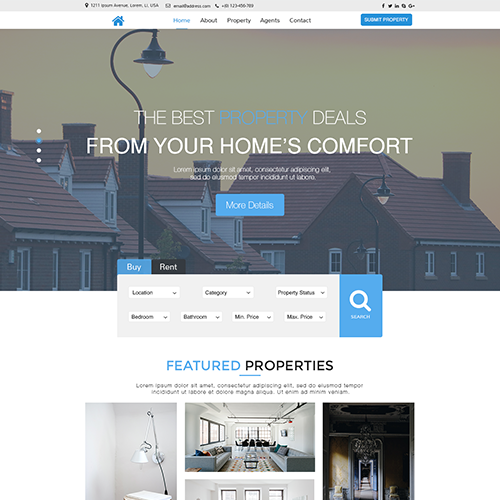 1211 Ipsum Avenue, Lorem, LI, USA email@address.com +(0) 123-456-789
Home About Property Agents Contact SUBMIT PROPERTY
THE BEST PROPERTY DEALS
FROM YOUR HOME'S COMFORT
Lorem ipsum dolor sit amet, consectetur adipiscing elit,
sed do eiusmod tempor incididunt ut labore.
More Details
Buy Rent
Location Category Property Status
Bedroom Bathroom Min. Price Max. Price
SEARCH
FEATURED PROPERTIES
Lorem ipsum dolor sit amet, consectetur adipiscing elit, sed do eiusmod tempor incididunt ut
labore et dolore magna aliqua. Ut enim ad minim veniam.